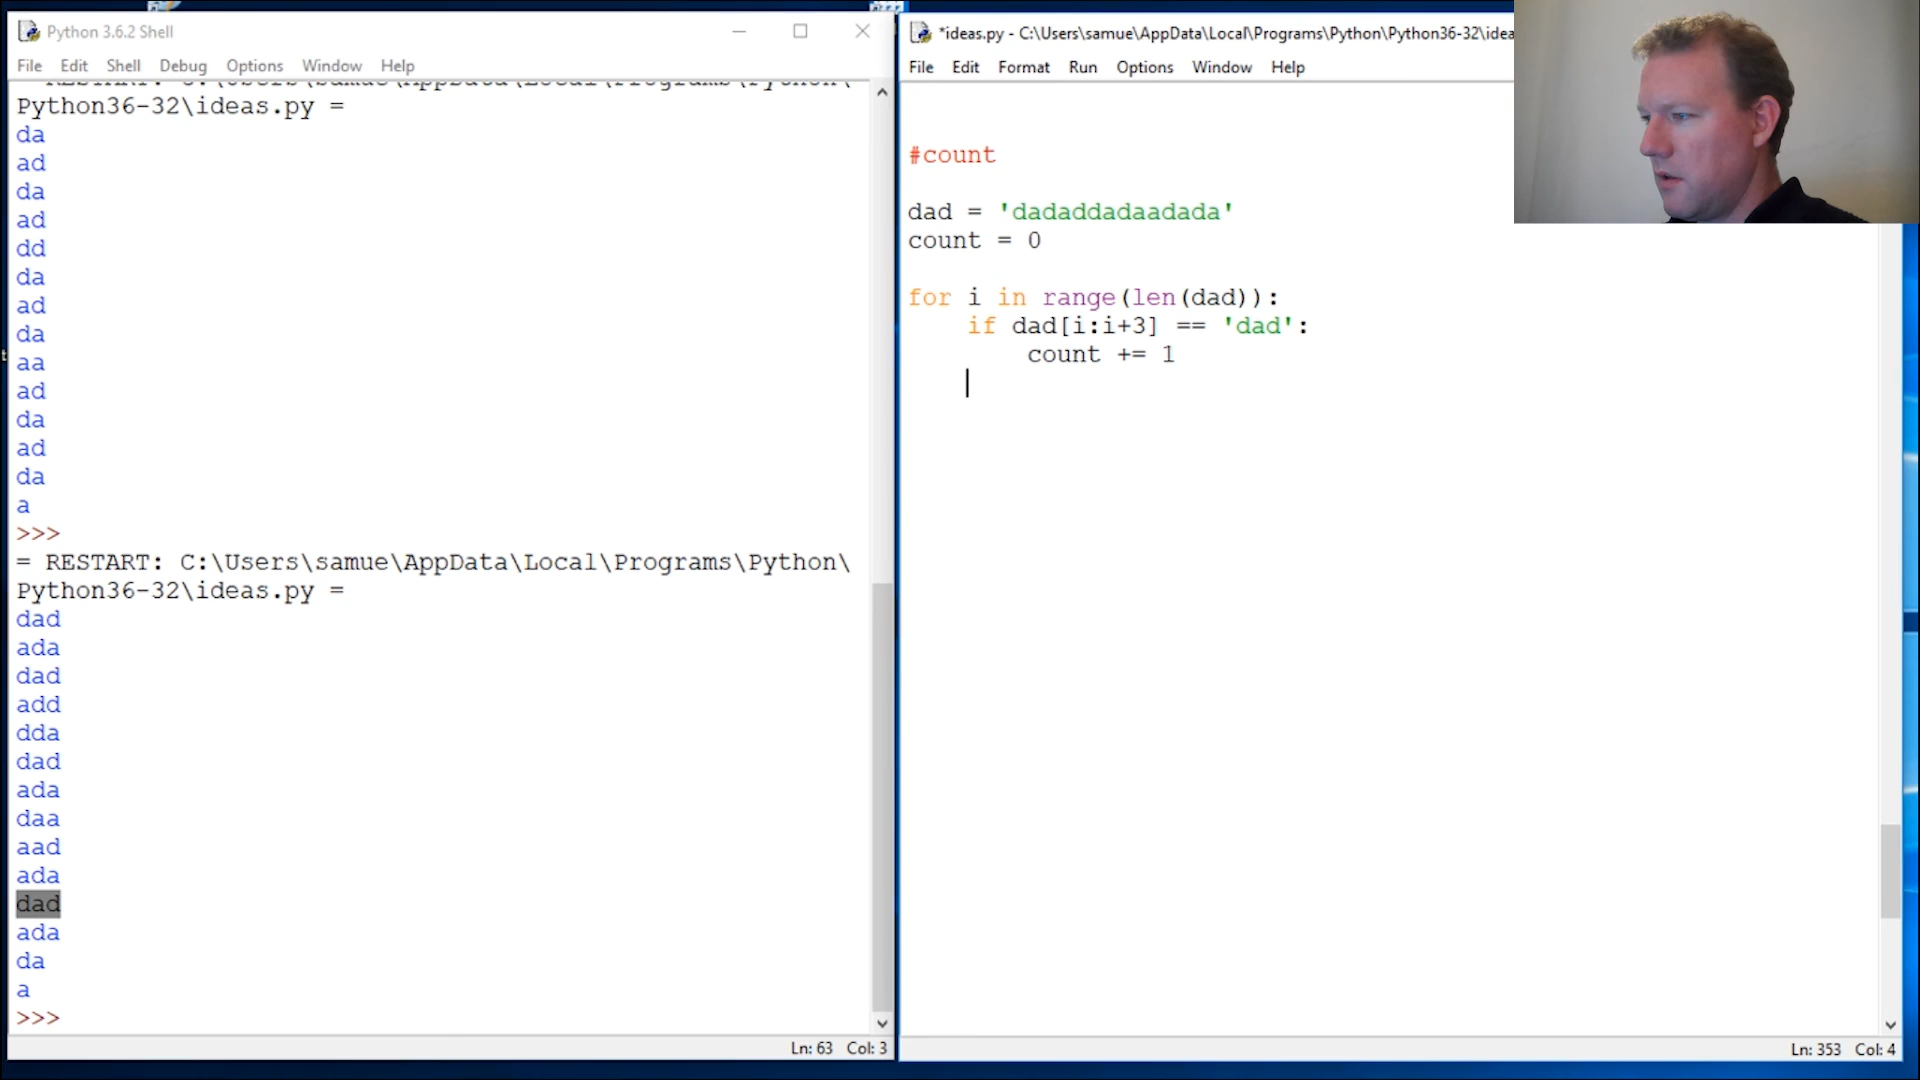 Python 3.6.2 Shell
File Edit Shell Debug Options Window Help
Python36-32\ideas.py =
da
ad
da
ad
dd
da
ad
da
aa
ad
da
ad
da
a
>>>
= RESTART: C:\Users\samue\AppData\Local\Programs\Python\
Python36-32\ideas.py =
dad
ada
dad
add
dda
dad
ada
daa
aad
ada
dad
ada
da
a
>>>
Ln: 63 Col: 3
*ideas.py - C:\Users\samue\AppData\Local\Programs\Python\Python36-32\idea
File Edit Format Run Options Window Help
#count
dad = 'dadaddadaadada'
count = 0
for i in range(len(dad)):
if dad[i:i+3] == 'dad':
count += 1
Ln: 353 Col: 4